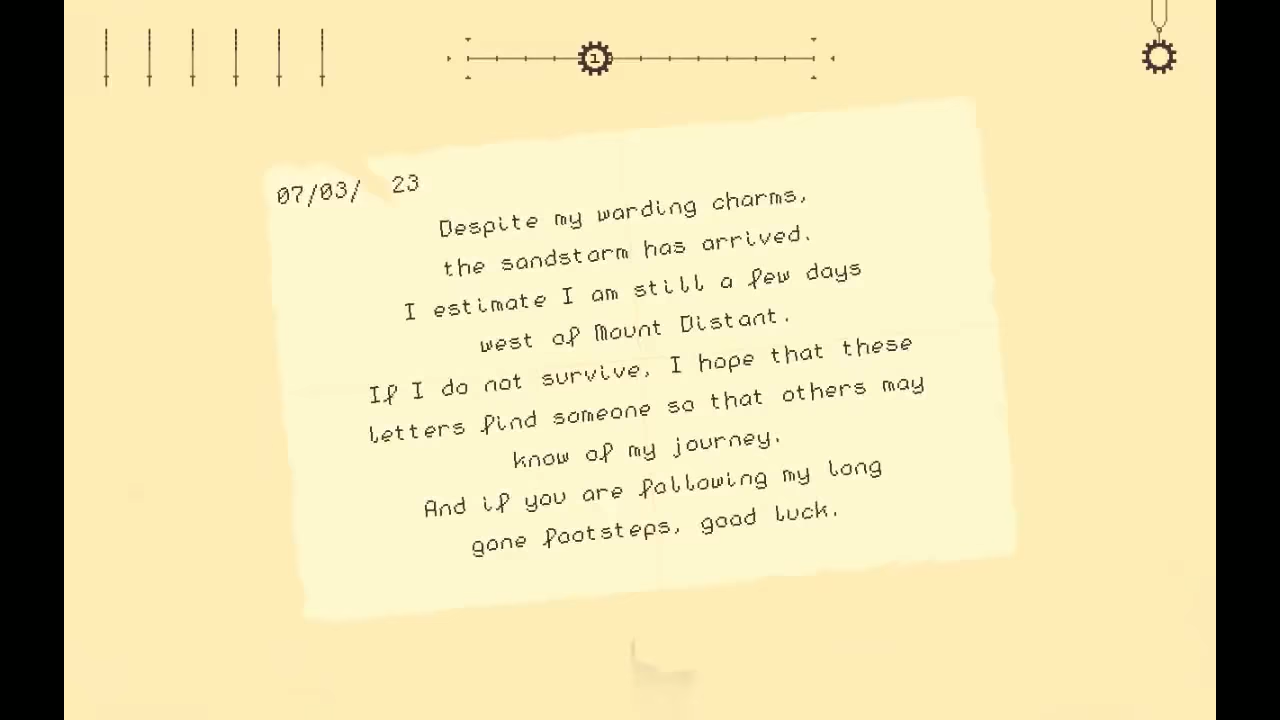 1
07/03/ 23
Despite my warding charms,
the sandstorm has arrived.
I estimate I am still a few days
west of Mount Distant.
If I do not survive, I hope that these
letters find someone so that others may
know of my journey.
And if you are following my long
gone footsteps, good luck.